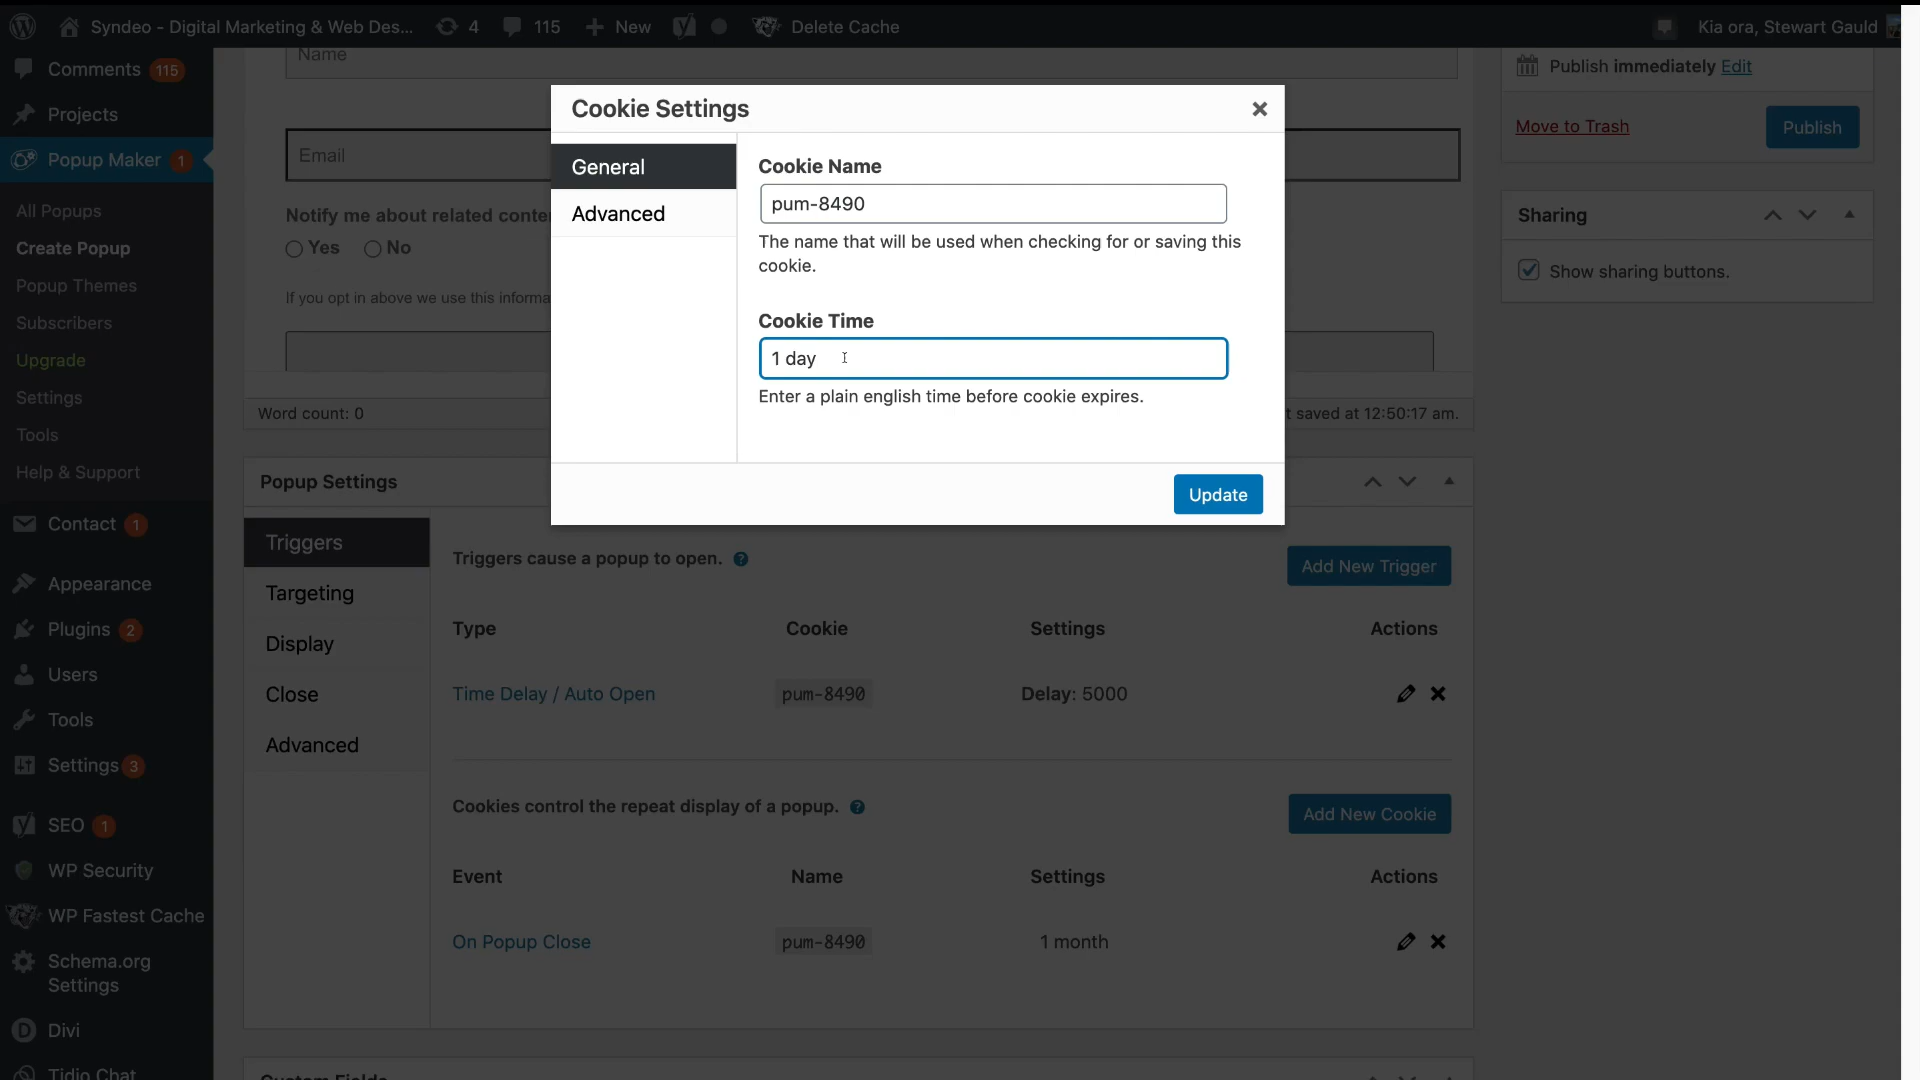 Syndeo - Digital Marketing & Web Des...
4
115
New
Delete Cache
Kia ora, Stewart Gauld
Comments 115
Projects
Popup Maker 1
All Popups
Create Popup
Popup Themes
Subscribers
Upgrade
Settings
Tools
Help & Support
Contact 1
Appearance
Plugins 2
Users
Tools
Settings 3
SEO 1
WP Security
WP Fastest Cache
Schema.org
Settings
Divi
Tidio Chat
Name
Email
Notify me about related conte
Yes
No
If you opt in above we use this informa
Word count: 0
t saved at 12:50:17 am.
Cookie Settings
General
Advanced
Cookie Name
pum-8490
The name that will be used when checking for or saving this
cookie.
Cookie Time
1 day
Enter a plain english time before cookie expires.
Update
Publish immediately Edit
Move to Trash
Publish
Sharing
Show sharing buttons.
Popup Settings
Triggers
Targeting
Display
Close
Advanced
Triggers cause a popup to open. ?
Add New Trigger
Type Cookie Settings Actions
Time Delay / Auto Open pum-8490 Delay: 5000
Cookies control the repeat display of a popup. ?
Add New Cookie
Event Name Settings Actions
On Popup Close pum-8490 1 month
Custom Fields